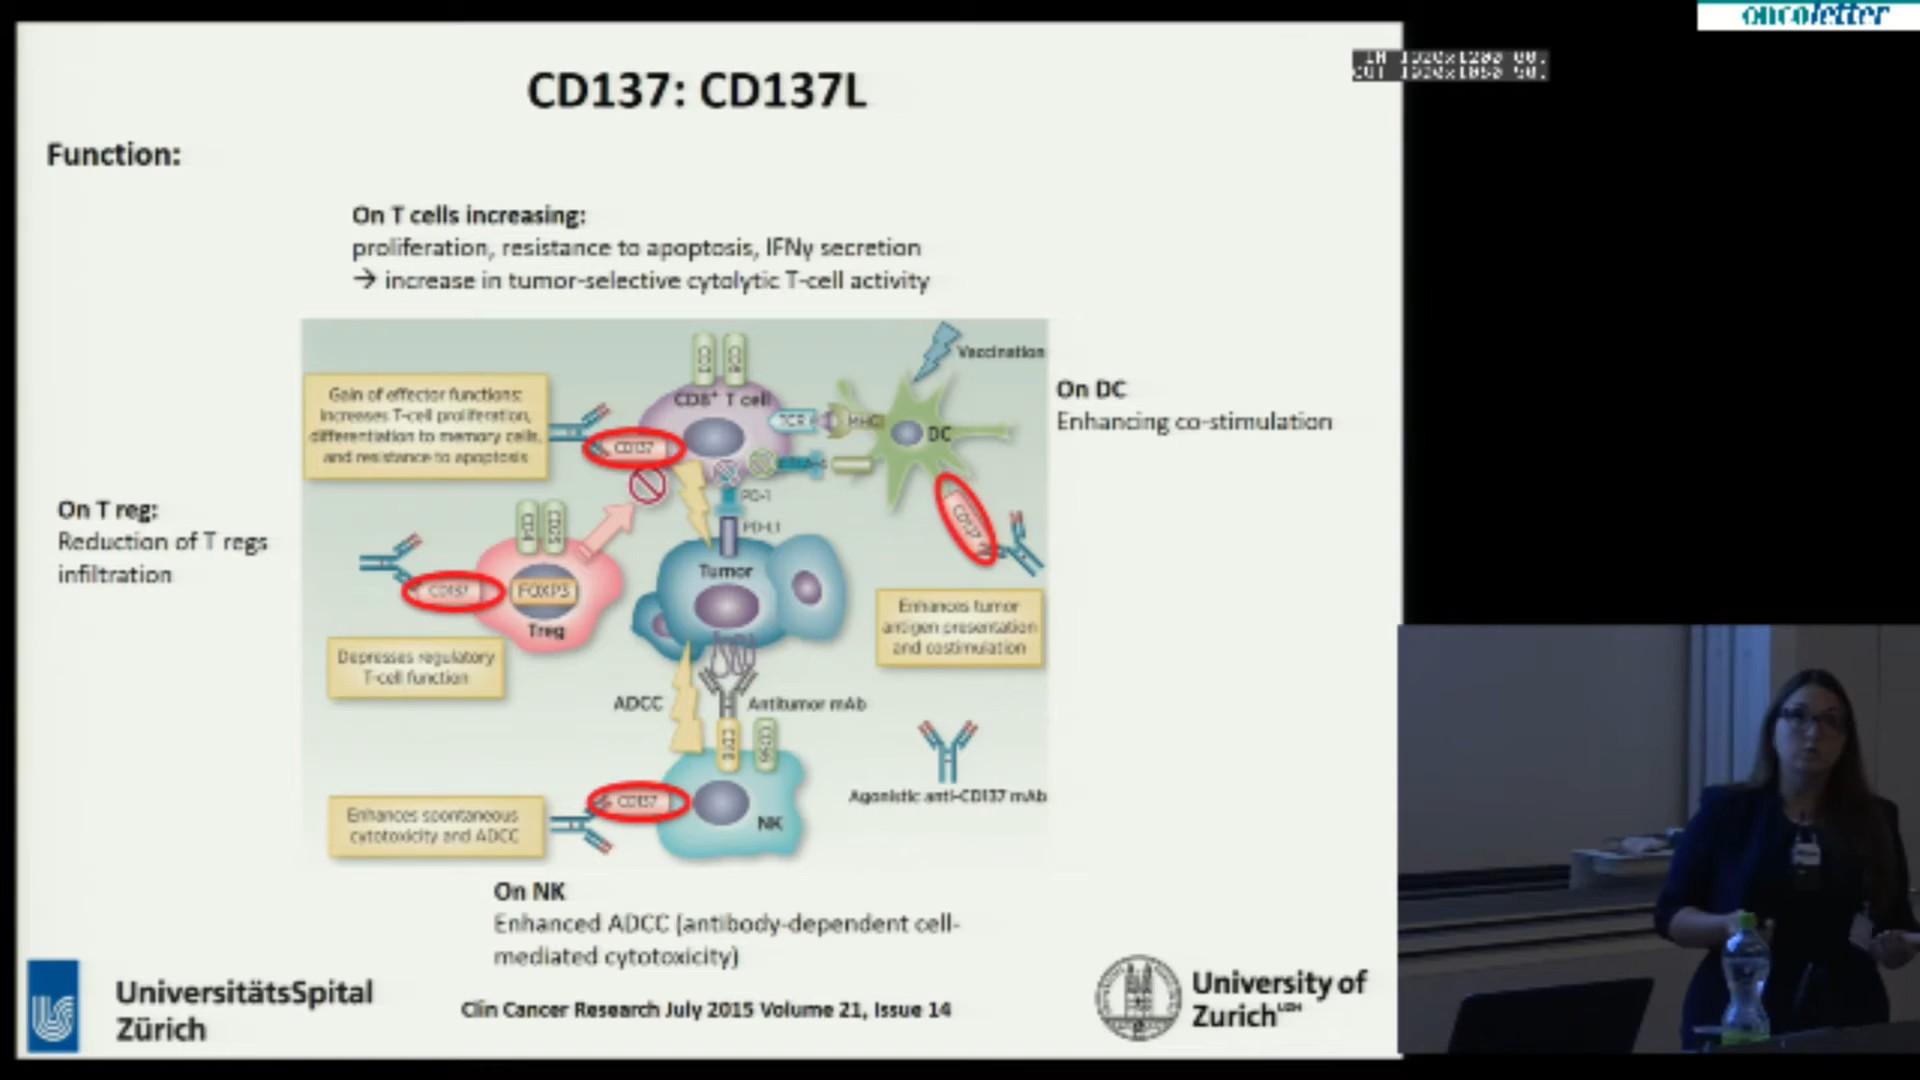 oncoletter
CD137: CD137L
Function:
On T cells increasing:
proliferation, resistance to apoptosis, IFNγ secretion
→ increase in tumor-selective cytolytic T-cell activity
Vaccination
Gain of effector functions:
increases T-cell proliferation,
differentiation to memory cells,
and resistance to apoptosis
CD8⁺ T cell
TCR
MHC
DC
CD137
On DC
Enhancing co-stimulation
PD-1
PD-L1
CD137
On T reg:
Reduction of T regs
infiltration
CD137
FOXP3
Treg
Tumor
Enhances tumor
antigen presentation
and costimulation
Depresses regulatory
T-cell function
ADCC
Antitumor mAb
Agonistic anti-CD137 mAb
Enhances spontaneous
cytotoxicity and ADCC
CD137
NK
On NK
Enhanced ADCC (antibody-dependent cell-
mediated cytotoxicity)
UniversitätsSpital
Zürich
Clin Cancer Research July 2015 Volume 21, Issue 14
University of
Zurich